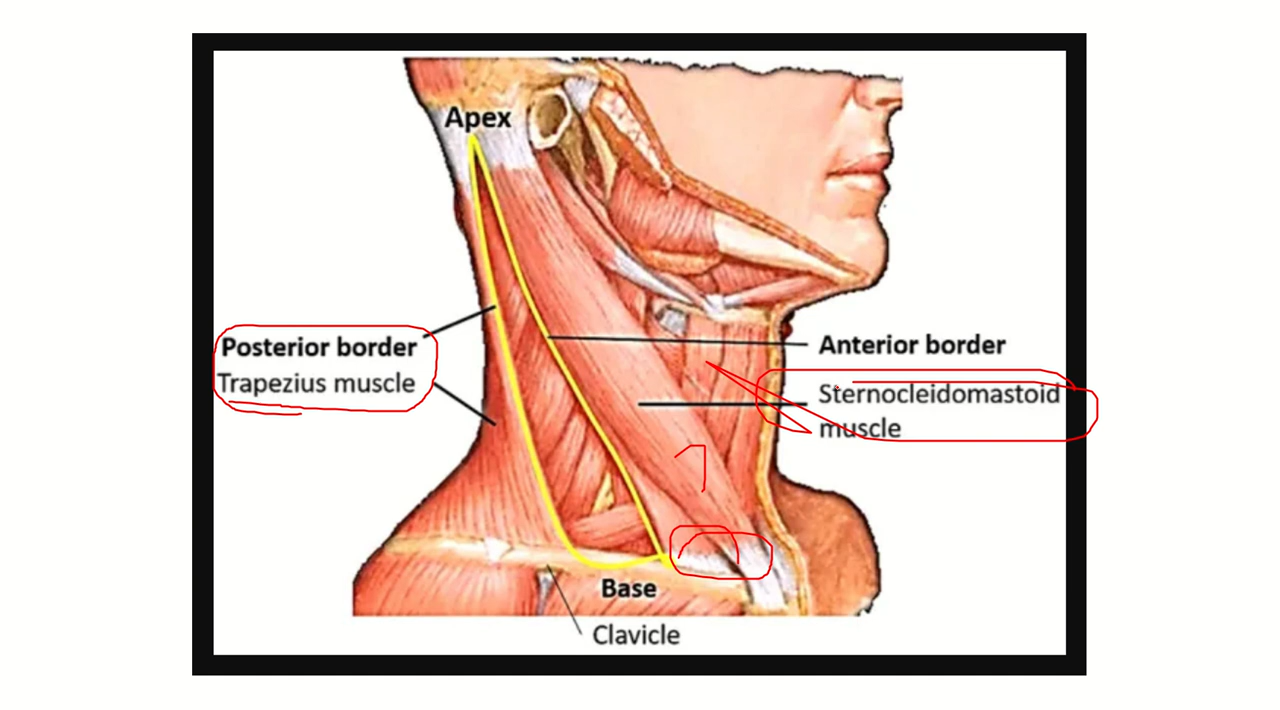 Apex
Posterior border
Trapezius muscle
Anterior border
Sternocleidomastoid
muscle
Base
Clavicle